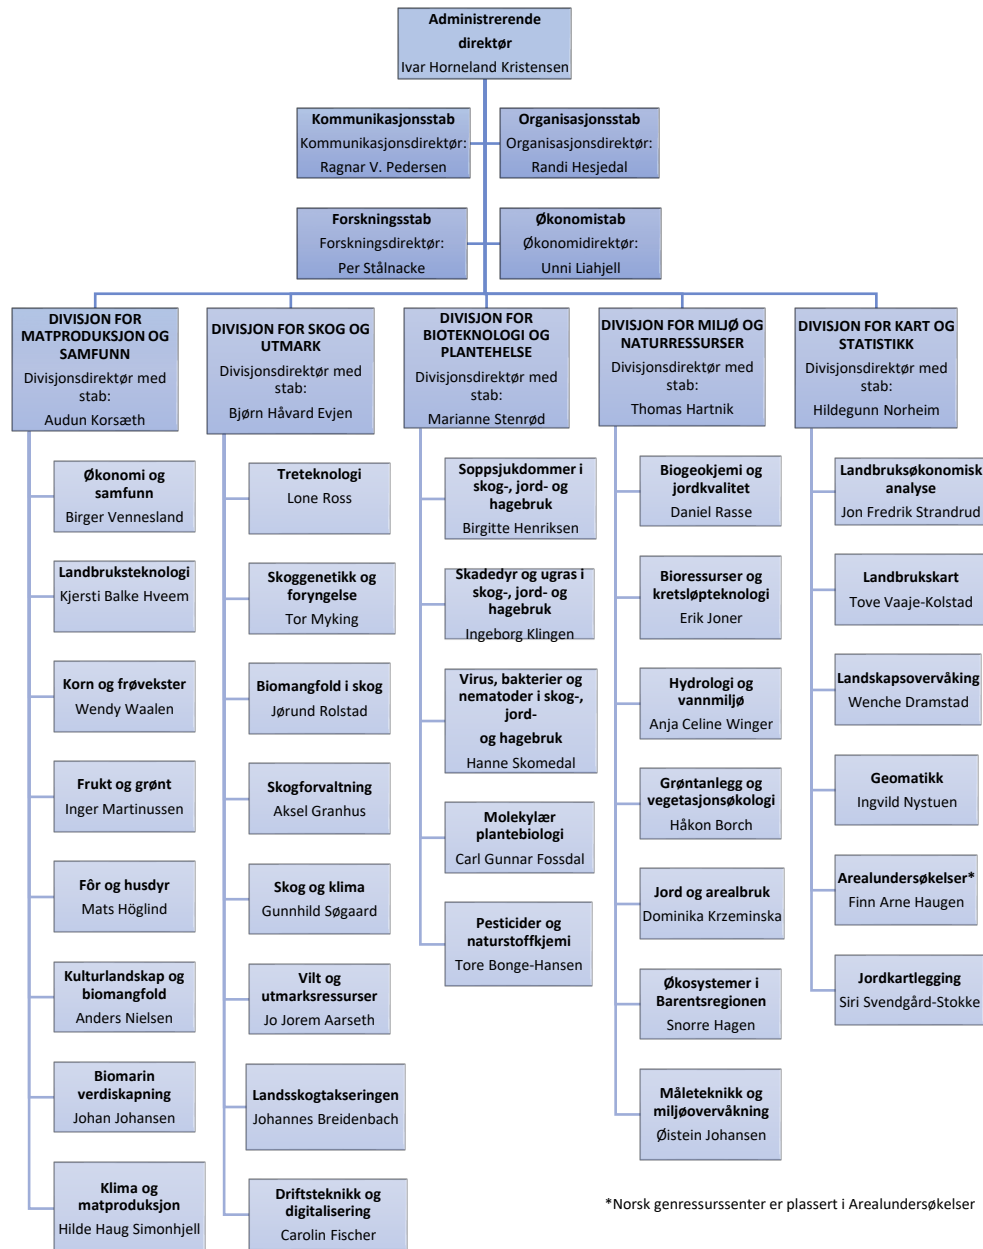 Administrerende
direktør
Ivar Horneland Kristensen
Kommunikasjonsstab
Kommunikasjonsdirektør:
Ragnar V. Pedersen
Organisasjonsstab
Organisasjonsdirektør:
Randi Hesjedal
Forskningsstab
Forskningsdirektør:
Per Stålnacke
Økonomistab
Økonomidirektør:
Unni Liahjell
DIVISJON FOR
MATPRODUKSJON OG
SAMFUNN
Divisjonsdirektør med
stab:
Audun Korsæth
Økonomi og
samfunn
Birger Vennesland
Landbruksteknologi
Kjersti Balke Hveem
Korn og frøvekster
Wendy Waalen
Frukt og grønt
Inger Martinussen
Fôr og husdyr
Mats Höglind
Kulturlandskap og
biomangfold
Anders Nielsen
Biomarin
verdiskapning
Johan Johansen
Klima og
matproduksjon
Hilde Haug Simonhjell
DIVISJON FOR SKOG OG
UTMARK
Divisjonsdirektør med
stab:
Bjørn Håvard Evjen
Treteknologi
Lone Ross
Skoggenetikk og
foryngelse
Tor Myking
Biomangfold i skog
Jørund Rolstad
Skogforvaltning
Aksel Granhus
Skog og klima
Gunnhild Søgaard
Vilt og
utmarksressurser
Jo Jorem Aarseth
Landsskogtakseringen
Johannes Breidenbach
Driftsteknikk og
digitalisering
Carolin Fischer
DIVISJON FOR
BIOTEKNOLOGI OG
PLANTEHELSE
Divisjonsdirektør med
stab:
Marianne Stenrød
Soppsjukdommer i
skog-, jord- og
hagebruk
Birgitte Henriksen
Skadedyr og ugras i
skog-, jord- og
hagebruk
Ingeborg Klingen
Virus, bakterier og
nematoder i skog-,
jord-
og hagebruk
Hanne Skomedal
Molekylær
plantebiologi
Carl Gunnar Fossdal
Pesticider og
naturstoffkjemi
Tore Bonge-Hansen
DIVISJON FOR MILJØ OG
NATURRESSURSER
Divisjonsdirektør med
stab:
Thomas Hartnik
Biogeokjemi og
jordkvalitet
Daniel Rasse
Bioressurser og
kretsløpteknologi
Erik Joner
Hydrologi og
vannmiljø
Anja Celine Winger
Grøntanlegg og
vegetasjonsøkologi
Håkon Borch
Jord og arealbruk
Dominika Krzeminska
Økosystemer i
Barentsregionen
Snorre Hagen
Måleteknikk og
miljøovervåkning
Øistein Johansen
DIVISJON FOR KART OG
STATISTIKK
Divisjonsdirektør med
stab:
Hildegunn Norheim
Landbruksøkonomisk
analyse
Jon Fredrik Strandrud
Landbrukskart
Tove Vaaje-Kolstad
Landskapsovervåking
Wenche Dramstad
Geomatikk
Ingvild Nystuen
Arealundersøkelser*
Finn Arne Haugen
Jordkartlegging
Siri Svendgård-Stokke
*Norsk genressurssenter er plassert i Arealundersøkelser